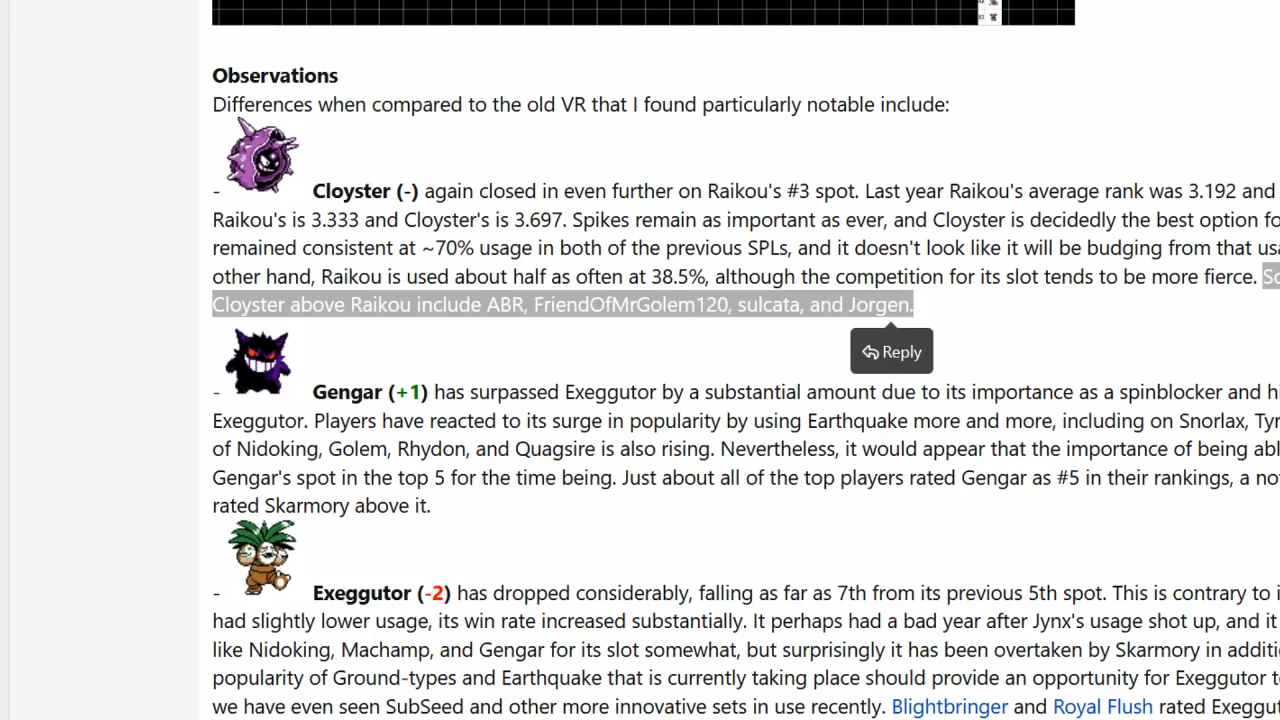 Observations
Differences when compared to the old VR that I found particularly notable include:
- Cloyster (-) again closed in even further on Raikou's #3 spot. Last year Raikou's average rank was 3.192 and
Raikou's is 3.333 and Cloyster's is 3.697. Spikes remain as important as ever, and Cloyster is decidedly the best option fo
remained consistent at ~70% usage in both of the previous SPLs, and it doesn't look like it will be budging from that usa
other hand, Raikou is used about half as often at 38.5%, although the competition for its slot tends to be more fierce. So
Cloyster above Raikou include ABR, FriendOfMrGolem120, sulcata, and Jorgen.
Reply
- Gengar (+1) has surpassed Exeggutor by a substantial amount due to its importance as a spinblocker and hi
Exeggutor. Players have reacted to its surge in popularity by using Earthquake more and more, including on Snorlax, Tyr
of Nidoking, Golem, Rhydon, and Quagsire is also rising. Nevertheless, it would appear that the importance of being abl
Gengar's spot in the top 5 for the time being. Just about all of the top players rated Gengar as #5 in their rankings, a no
rated Skarmory above it.
- Exeggutor (-2) has dropped considerably, falling as far as 7th from its previous 5th spot. This is contrary to i
had slightly lower usage, its win rate increased substantially. It perhaps had a bad year after Jynx's usage shot up, and it
like Nidoking, Machamp, and Gengar for its slot somewhat, but surprisingly it has been overtaken by Skarmory in additi
popularity of Ground-types and Earthquake that is currently taking place should provide an opportunity for Exeggutor t
we have even seen SubSeed and other more innovative sets in use recently. Blightbringer and Royal Flush rated Exeggut